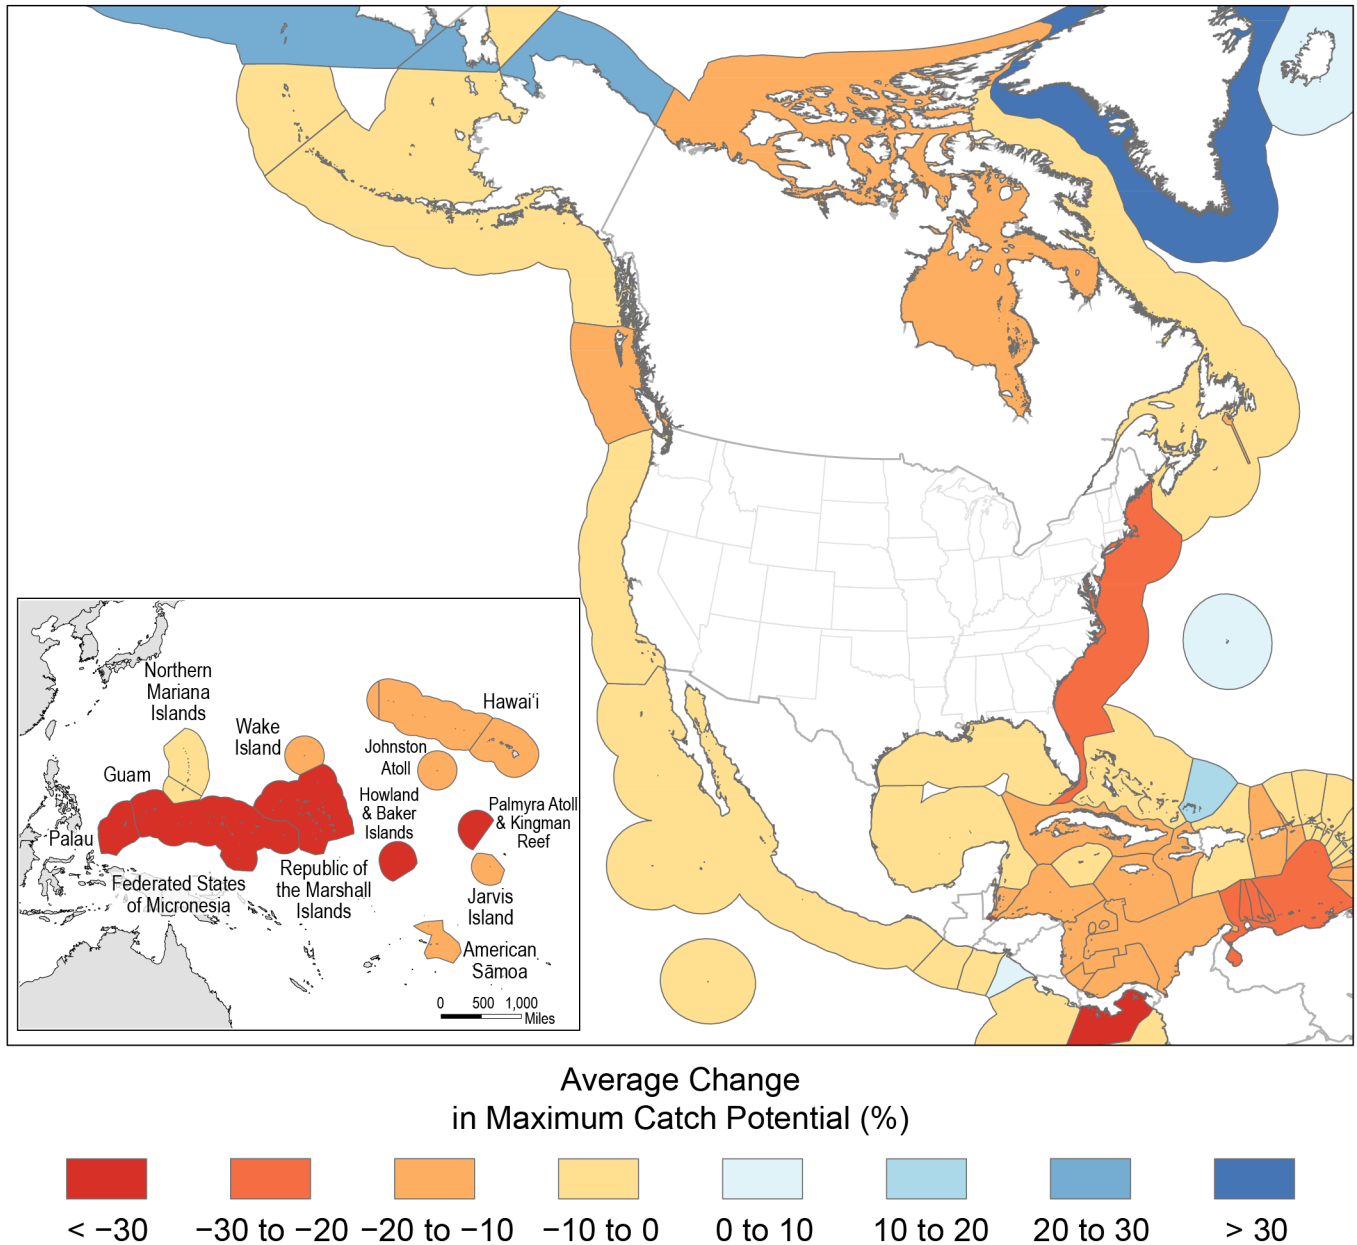 Northern
Mariana
Islands
Wake
Island
Hawaiʻi
Johnston
Atoll
Guam
Howland
& Baker
Islands
Palmyra Atoll
& Kingman
Reef
Palau
Republic of
the Marshall
Islands
Federated States
of Micronesia
Jarvis
Island
American
Sāmoa
0 500 1,000
Miles
Average Change
in Maximum Catch Potential (%)
< −30 −30 to −20 −20 to −10 −10 to 0 0 to 10 10 to 20 20 to 30 > 30